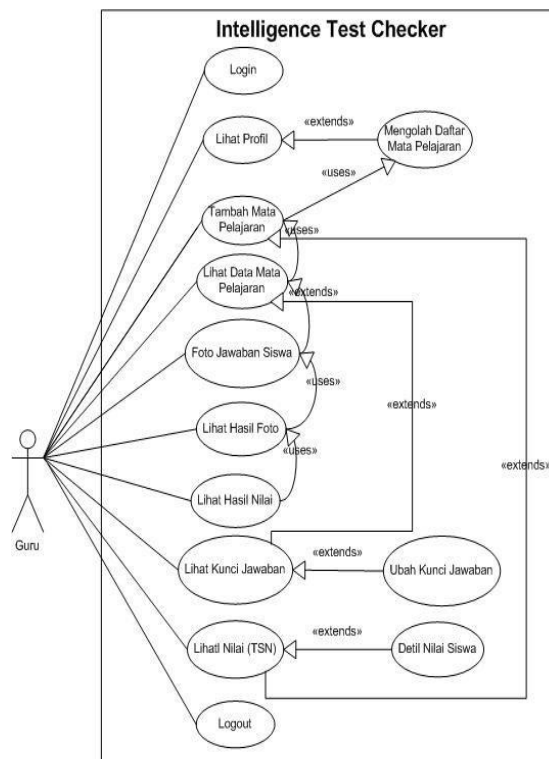 Intelligence Test Checker
Login
Lihat Profil
«extends»
Mengolah Daftar
Mata Pelajaran
«uses»
Tambah Mata
Pelajaran
«uses»
Lihat Data Mata
Pelajaran
«extends»
Foto Jawaban Siswa
«extends»
«uses»
Lihat Hasil Foto
«uses»
«extends»
Lihat Hasil Nilai
Guru
Lihat Kunci Jawaban
«extends»
Ubah Kunci Jawaban
Lihatl Nilai (TSN)
«extends»
Detil Nilai Siswa
Logout